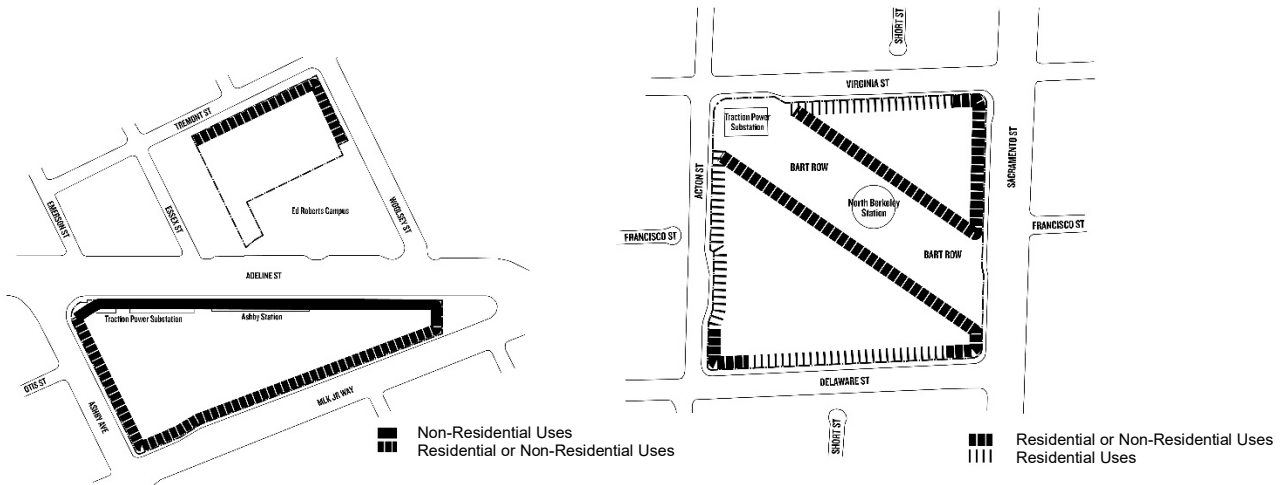 TREMONT ST
EMERSON ST
ESSEX ST
WOOLSEY ST
Ed Roberts Campus
ADELINE ST
Traction Power Substation
Ashby Station
OTIS ST
ASHBY AVE
MLK JR WAY
Non-Residential Uses
Residential or Non-Residential Uses
SHORT ST
VIRGINIA ST
Traction Power
Substation
ACTON ST
BART ROW
SACRAMENTO ST
North Berkeley
Station
FRANCISCO ST
FRANCISCO ST
BART ROW
DELAWARE ST
SHORT ST
Residential or Non-Residential Uses
Residential Uses